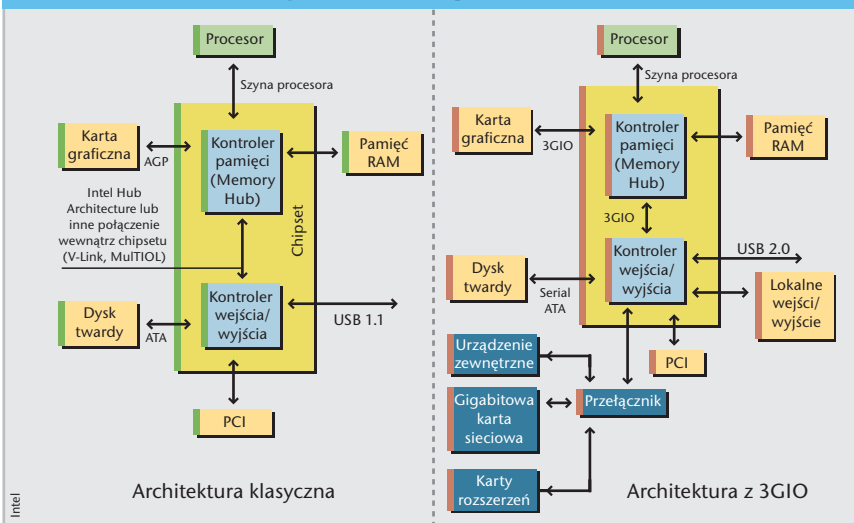 Procesor
Szyna procesora
Karta
graficzna
AGP
Kontroler
pamięci
(Memory
Hub)
Pamięć
RAM
Intel Hub
Architecture lub
inne połączenie
wewnątrz chipsetu
(V-Link, MulTIOL)
Chipset
Dysk
twardy
ATA
Kontroler
wejścia/
wyjścia
USB 1.1
PCI
Architektura klasyczna
Intel
Procesor
Szyna procesora
Karta
graficzna
3GIO
Kontroler
pamięci
(Memory
Hub)
Pamięć
RAM
3GIO
Dysk
twardy
Serial
ATA
Kontroler
wejścia/
wyjścia
USB 2.0
Lokalne
wejści/
wyjście
Urządzenie
zewnętrzne
PCI
Gigabitowa
karta
sieciowa
Przełącznik
Karty
rozszerzeń
Architektura z 3GIO